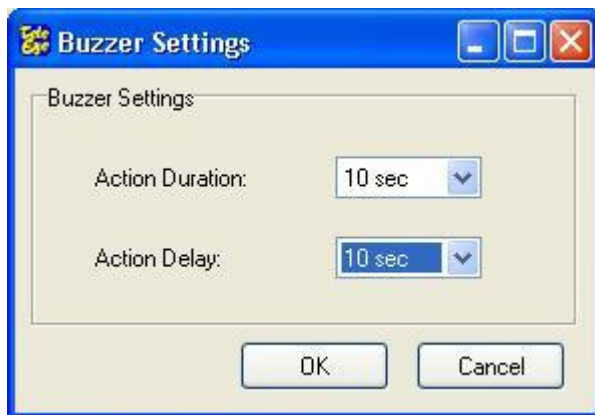 Buzzer Settings
Buzzer Settings
Action Duration: 10 sec
Action Delay: 10 sec
OK Cancel